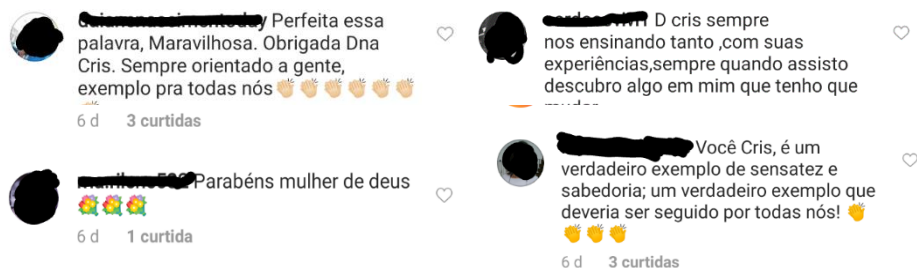 Perfeita essa
palavra, Maravilhosa. Obrigada Dna
Cris. Sempre orientado a gente,
exemplo pra todas nós👏🏻👏🏻👏🏻👏🏻👏🏻👏🏻
👏🏻
6 d 3 curtidas
Parabéns mulher de deus
💐💐💐
6 d 1 curtida
D cris sempre
nos ensinando tanto ,com suas
experiências,sempre quando assisto
descubro algo em mim que tenho que
Você Cris, é um
verdadeiro exemplo de sensatez e
sabedoria; um verdadeiro exemplo que
deveria ser seguido por todas nós! 👏
👏👏👏
6 d 3 curtidas